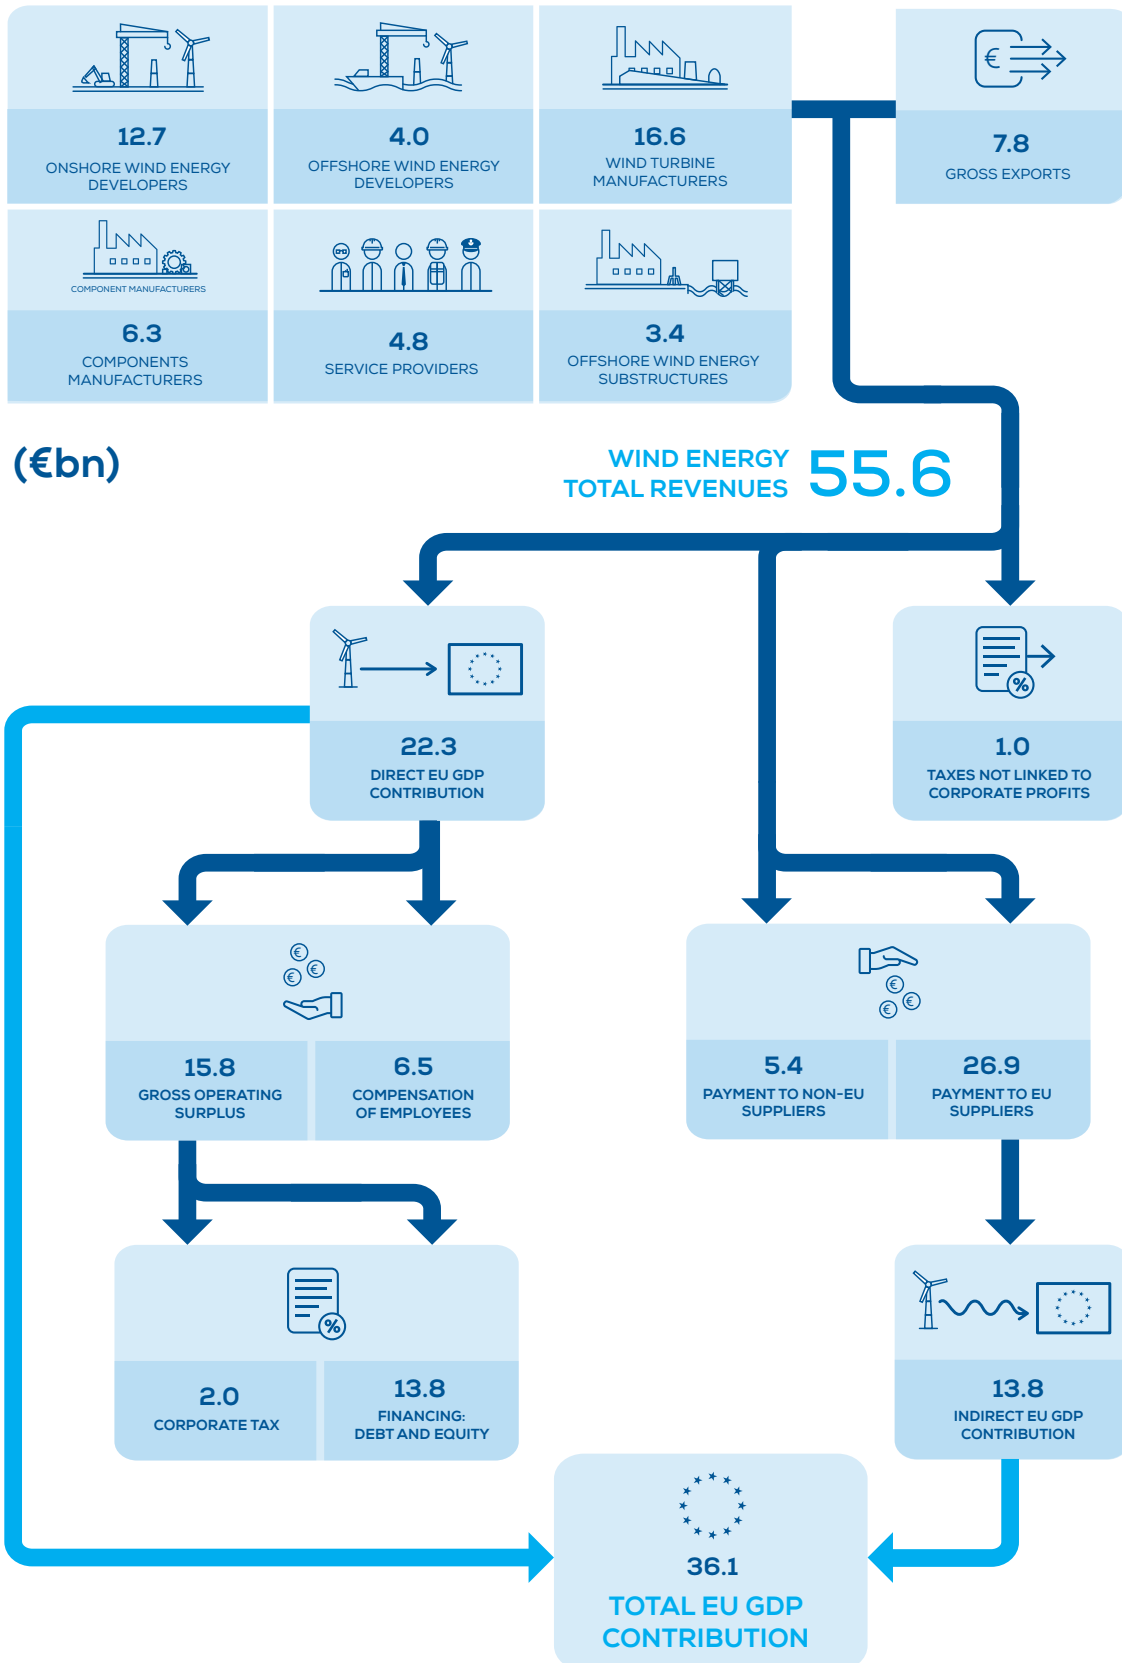 12.7
ONSHORE WIND ENERGY
DEVELOPERS
4.0
OFFSHORE WIND ENERGY
DEVELOPERS
16.6
WIND TURBINE
MANUFACTURERS
€
7.8
GROSS EXPORTS
COMPONENT MANUFACTURERS
6.3
COMPONENTS
MANUFACTURERS
4.8
SERVICE PROVIDERS
3.4
OFFSHORE WIND ENERGY
SUBSTRUCTURES
(€bn)
WIND ENERGY
TOTAL REVENUES
55.6
22.3
DIRECT EU GDP
CONTRIBUTION
%
1.0
TAXES NOT LINKED TO
CORPORATE PROFITS
€
€
€
15.8
GROSS OPERATING
SURPLUS
6.5
COMPENSATION
OF EMPLOYEES
€
€
€
5.4
PAYMENT TO NON-EU
SUPPLIERS
26.9
PAYMENT TO EU
SUPPLIERS
%
2.0
CORPORATE TAX
13.8
FINANCING:
DEBT AND EQUITY
13.8
INDIRECT EU GDP
CONTRIBUTION
36.1
TOTAL EU GDP
CONTRIBUTION